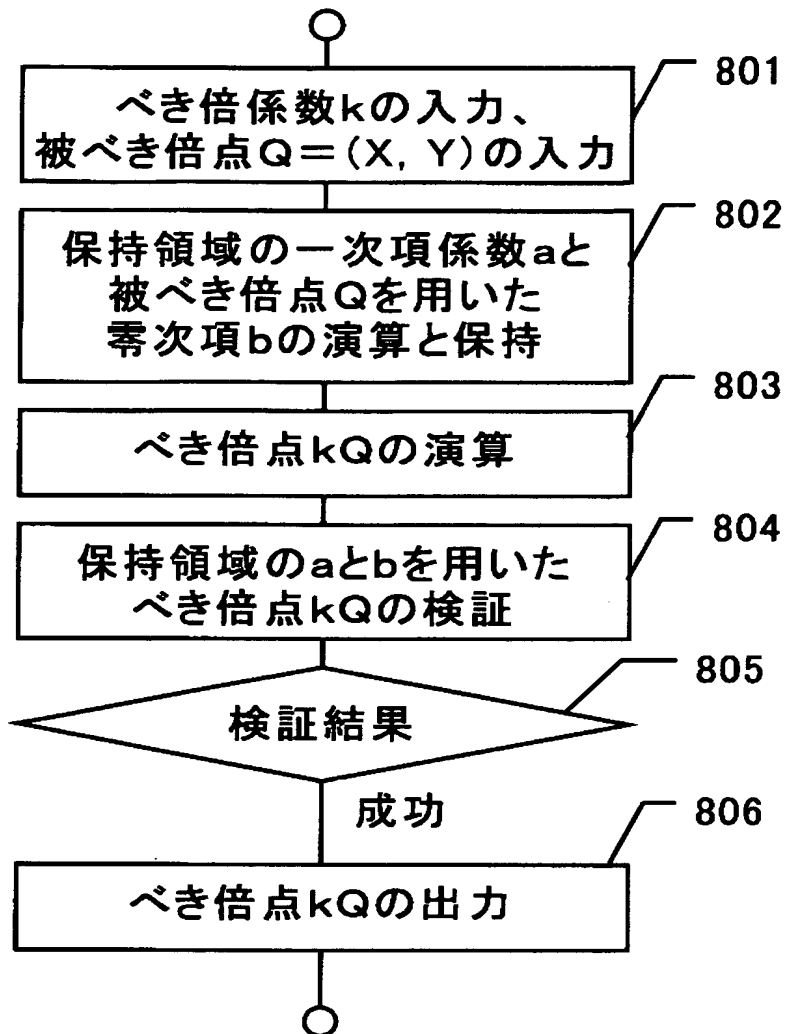 801
べき倍係数kの入力、
被べき倍点Q=(X, Y)の入力
802
保持領域の一次項係数aと
被べき倍点Qを用いた
零次項bの演算と保持
803
べき倍点kQの演算
804
保持領域のaとbを用いた
べき倍点kQの検証
805
検証結果
成功
806
べき倍点kQの出力